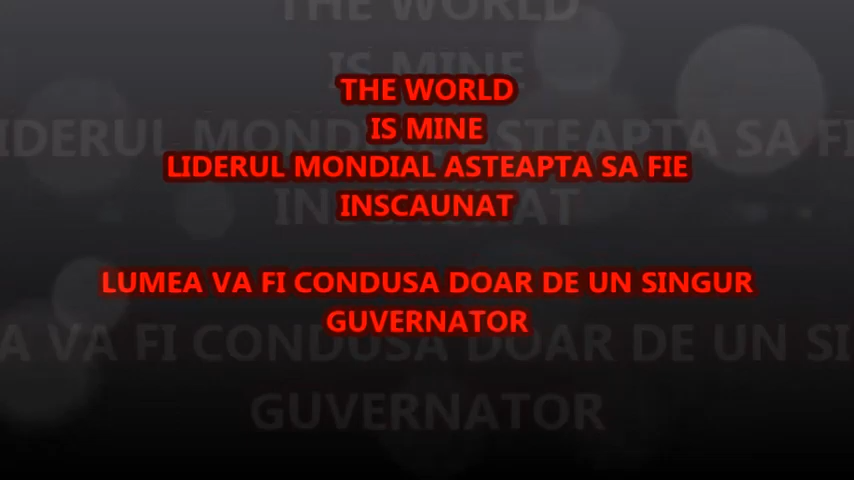 THE WORLD
IS MINE
LIDERUL MONDIAL ASTEAPTA SA FIE
INSCAUNAT
LUMEA VA FI CONDUSA DOAR DE UN SINGUR
GUVERNATOR